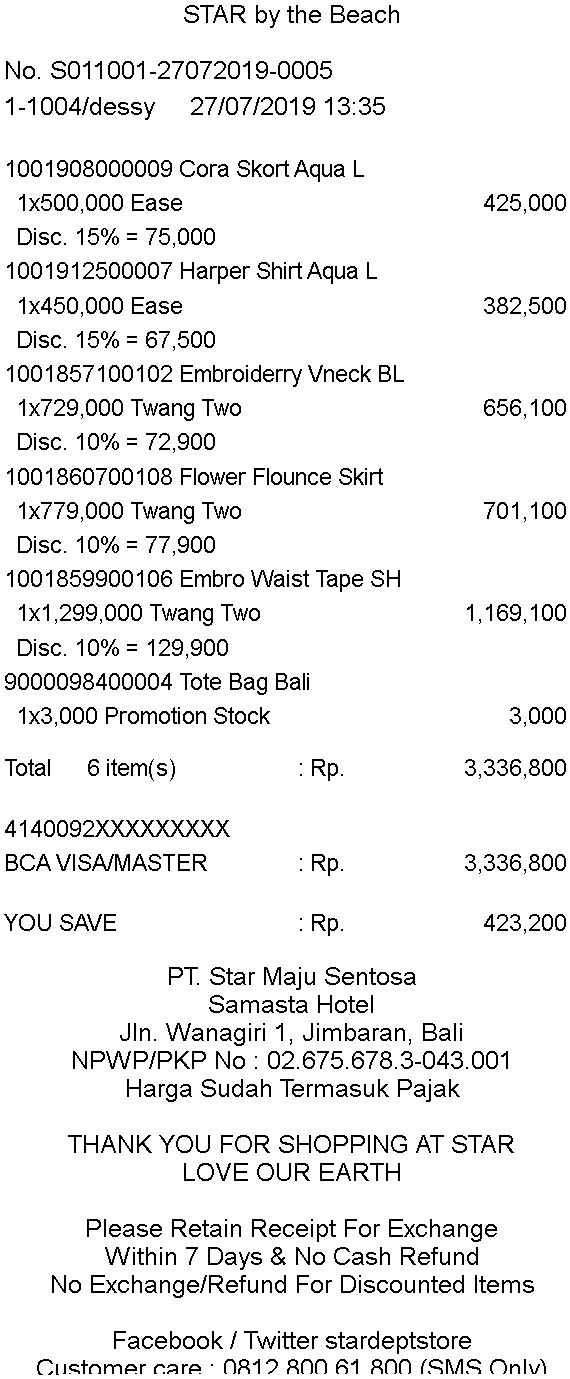 STAR by the Beach
No. S011001-27072019-0005
1-1004/dessy 27/07/2019 13:35
1001908000009 Cora Skort Aqua L
1x500,000 Ease 425,000
Disc. 15% = 75,000
1001912500007 Harper Shirt Aqua L
1x450,000 Ease 382,500
Disc. 15% = 67,500
1001857100102 Embroiderry Vneck BL
1x729,000 Twang Two 656,100
Disc. 10% = 72,900
1001860700108 Flower Flounce Skirt
1x779,000 Twang Two 701,100
Disc. 10% = 77,900
1001859900106 Embro Waist Tape SH
1x1,299,000 Twang Two 1,169,100
Disc. 10% = 129,900
9000098400004 Tote Bag Bali
1x3,000 Promotion Stock 3,000
Total 6 item(s) : Rp. 3,336,800
4140092XXXXXXXXX
BCA VISA/MASTER : Rp. 3,336,800
YOU SAVE : Rp. 423,200
PT. Star Maju Sentosa
Samasta Hotel
Jln. Wanagiri 1, Jimbaran, Bali
NPWP/PKP No : 02.675.678.3-043.001
Harga Sudah Termasuk Pajak
THANK YOU FOR SHOPPING AT STAR
LOVE OUR EARTH
Please Retain Receipt For Exchange
Within 7 Days & No Cash Refund
No Exchange/Refund For Discounted Items
Facebook / Twitter stardeptstore
Customer care : 0812 800 61 800 (SMS Only)